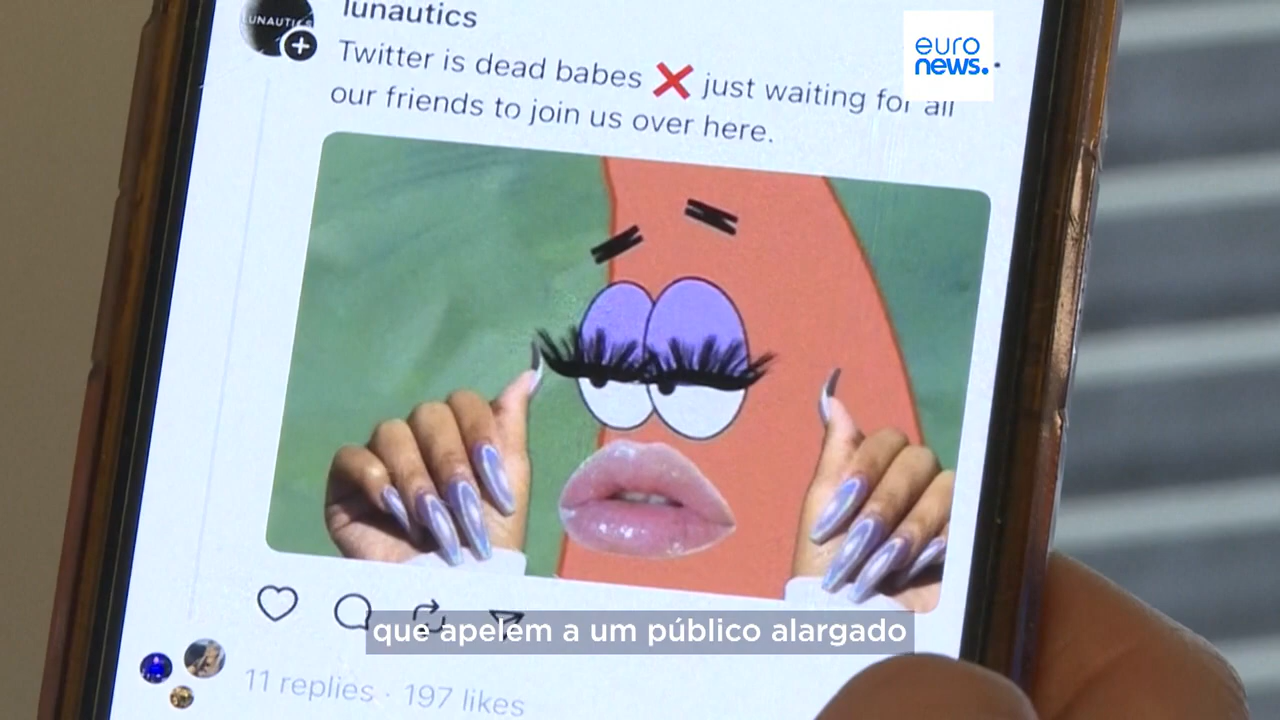 lunautics
LUNAUTICS
euro
news.
Twitter is dead babes ❌ just waiting for all
our friends to join us over here.
que apelem a um público alargado
11 replies · 197 likes